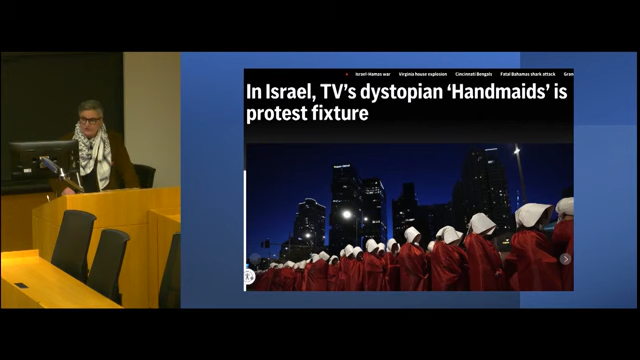 Israel-Hamas war Virginia house explosion Cincinnati Bengals Fatal Bahamas shark attack
In Israel, TV's dystopian 'Handmaids' is
protest fixture